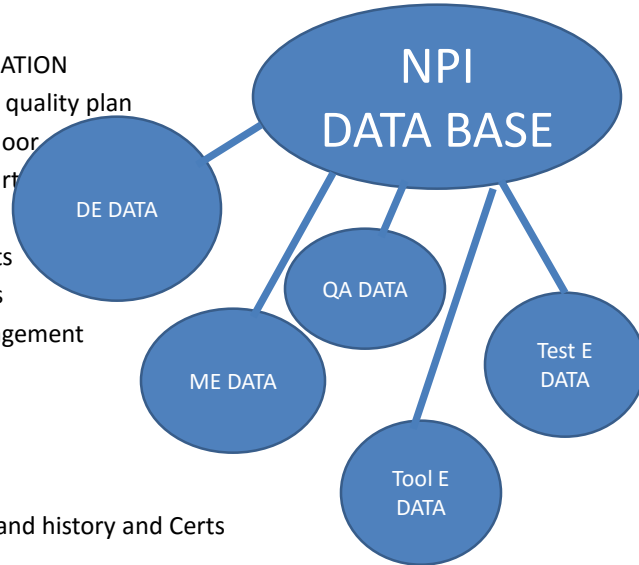 NPI
DATA BASE
ATION
quality plan
oor
DE DATA
QA DATA
gement
ME DATA
Test E
DATA
Tool E
DATA
and history and Certs